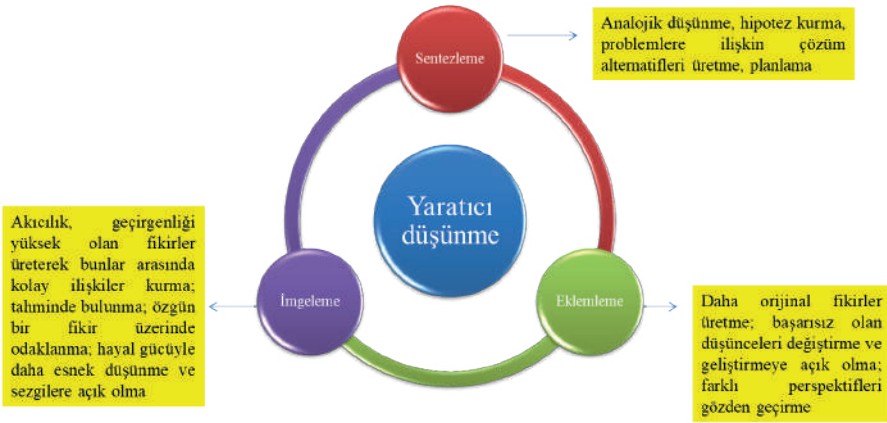 Sentezleme
Analojik düşünme, hipotez kurma,
problemlere ilişkin çözüm
alternatifleri üretme, planlama
Yaratıcı
düşünme
Akıcılık, geçirgenliği
yüksek olan fikirler
üreterek bunlar arasında
kolay ilişkiler kurma;
tahminde bulunma; özgün
bir fikir üzerinde
odaklanma; hayal gücüyle
daha esnek düşünme ve
sezgilere açık olma
İmgeleme
Eklemleme
Daha orijinal fikirler
üretme; başarısız olan
düşünceleri değiştirme ve
geliştirmeye açık olma;
farklı perspektifleri
gözden geçirme